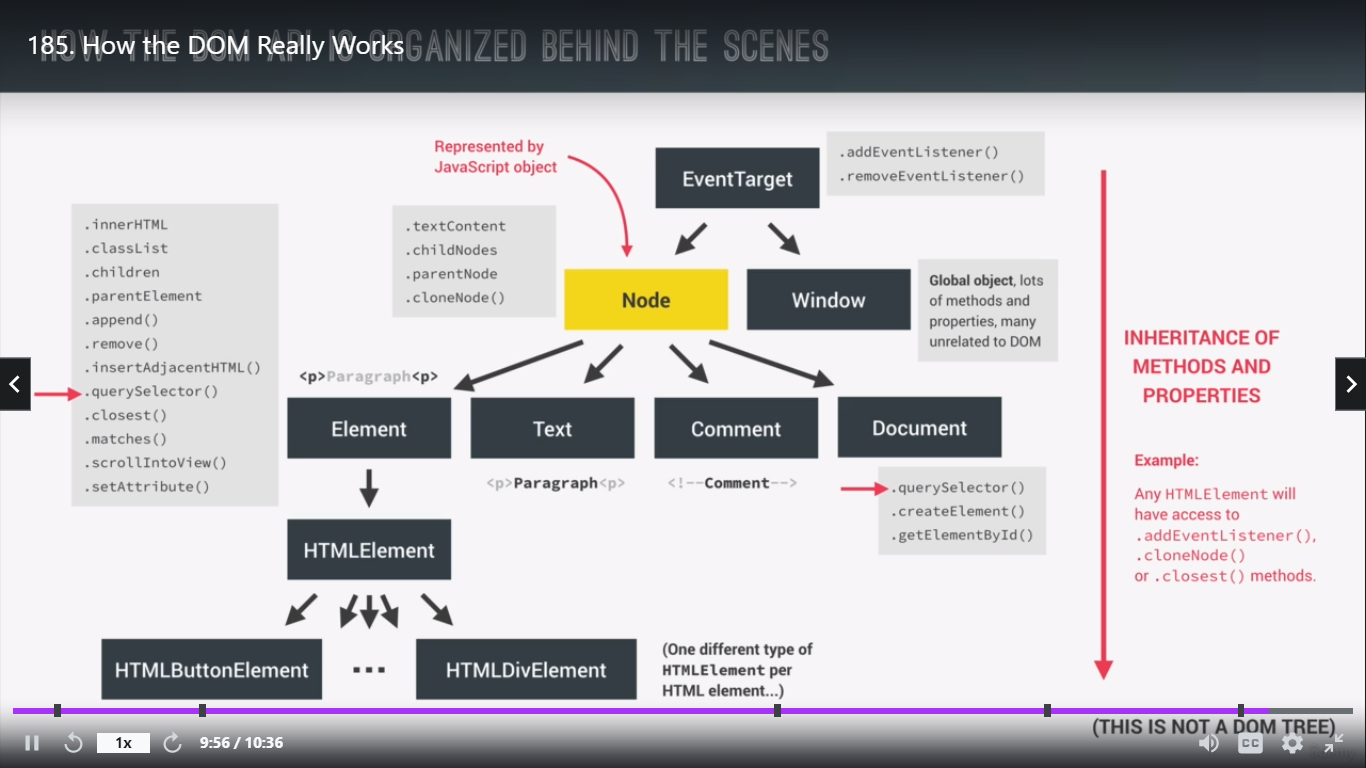 185. How the DOM Really Works
HOW THE DOM API IS ORGANIZED BEHIND THE SCENES
Represented by
JavaScript object
EventTarget
.addEventListener()
.removeEventListener()
.innerHTML
.classList
.children
.parentElement
.append()
.remove()
.insertAdjacentHTML()
.querySelector()
.closest()
.matches()
.scrollIntoView()
.setAttribute()
.textContent
.childNodes
.parentNode
.cloneNode()
Node
Window
Global object, lots
of methods and
properties, many
unrelated to DOM
<p>Paragraph<p>
Element
Text
Comment
Document
<p>Paragraph<p>
<!--Comment-->
.querySelector()
.createElement()
.getElementById()
HTMLElement
HTMLButtonElement
...
HTMLDivElement
(One different type of
HTMLElement per
HTML element...)
INHERITANCE OF
METHODS AND
PROPERTIES
Example:
Any HTMLElement will
have access to
.addEventListener(),
.cloneNode()
or .closest() methods.
(THIS IS NOT A DOM TREE)
1x
9:56 / 10:36
CC